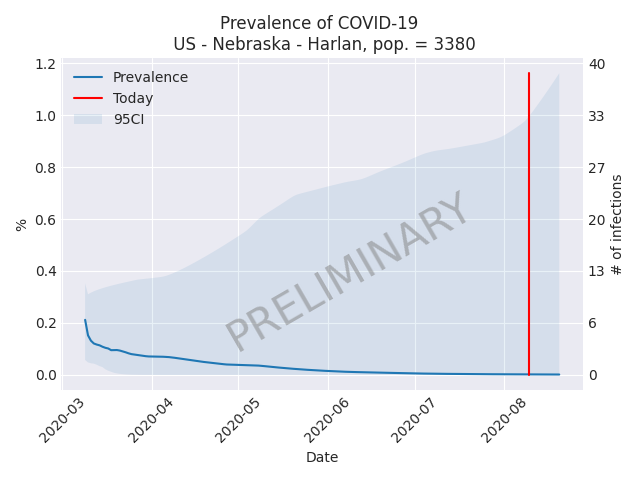 Prevalence of COVID-19
US - Nebraska - Harlan, pop. = 3380
Prevalence
Today
95CI
PRELIMINARY
%
1.2
1.0
0.8
0.6
0.4
0.2
0.0
40
33
27
20
13
6
0
# of infections
2020-03
2020-04
2020-05
2020-06
2020-07
2020-08
Date